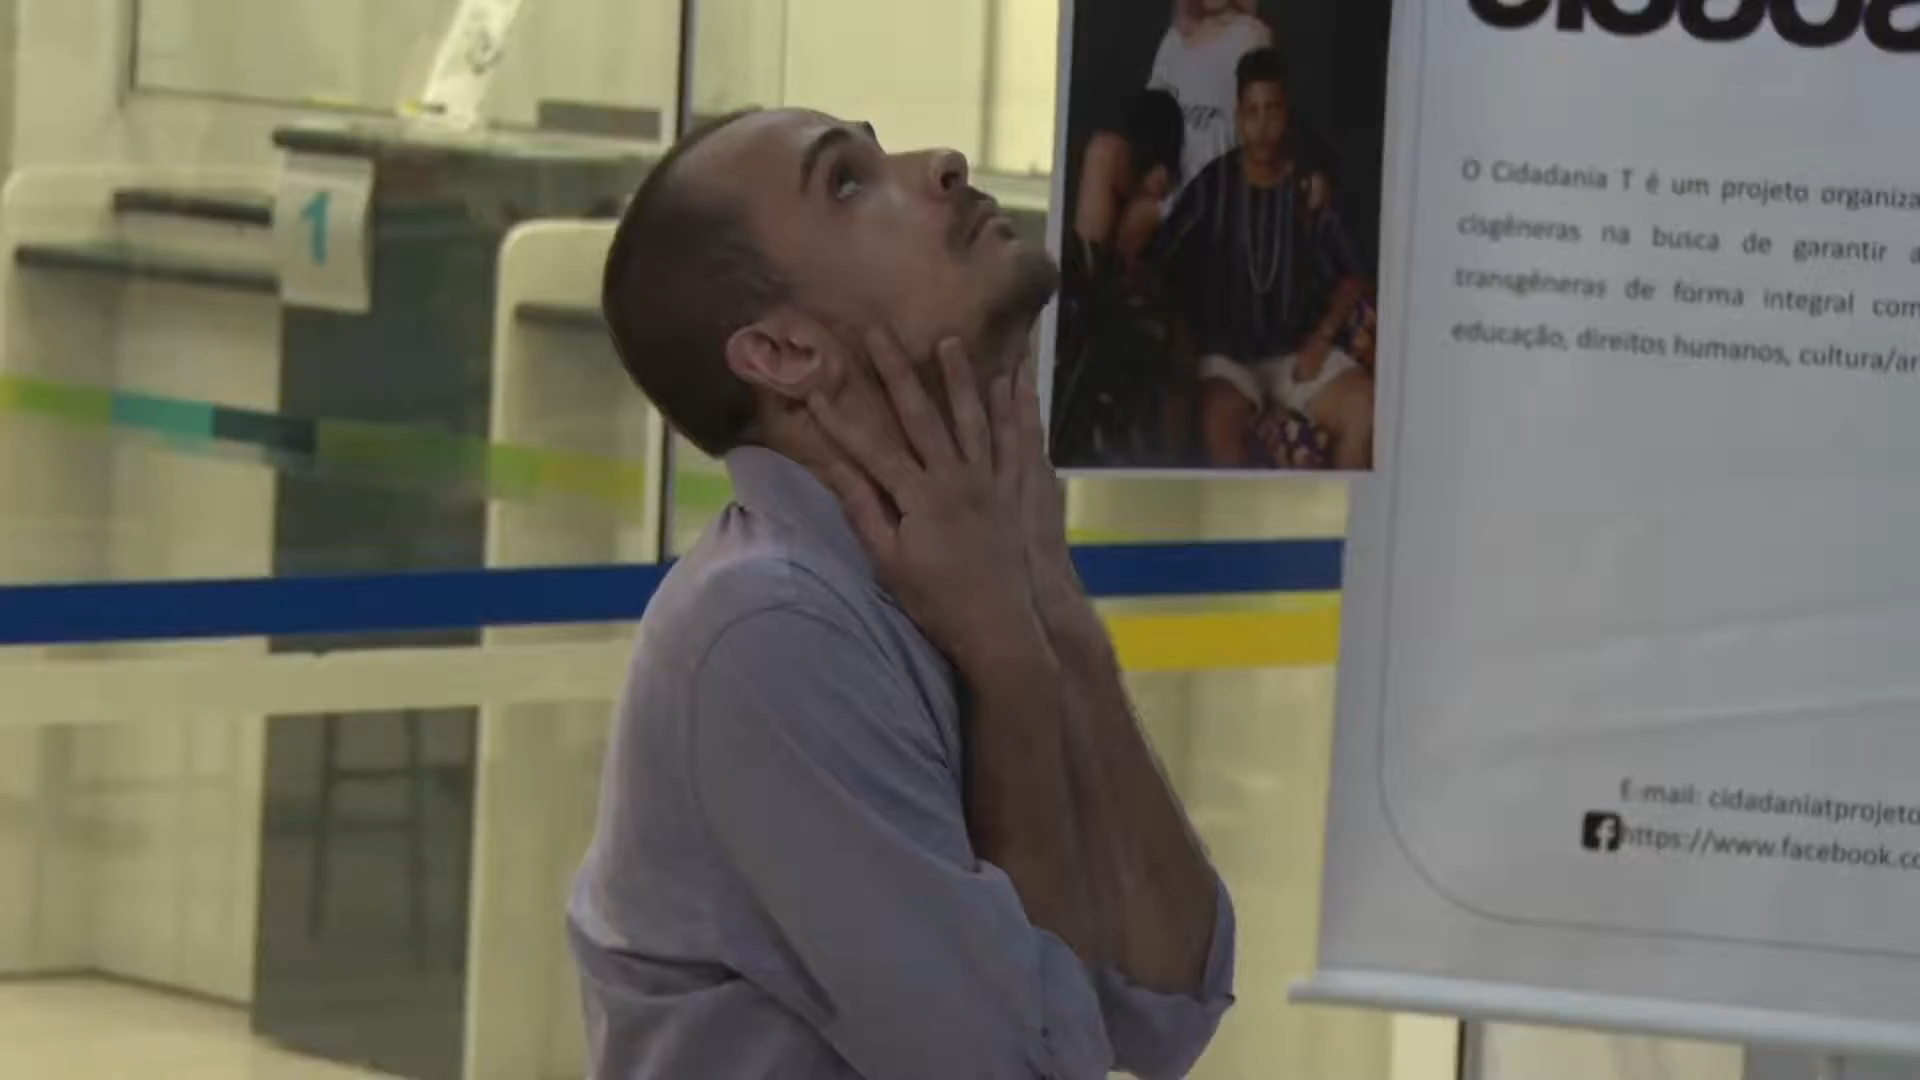 1
O Cidadania T é um projeto organiza
cisgêneras na busca de garantir a
transgêneras de forma integral com
educação, direitos humanos, cultura/ar
E-mail: cidadaniatprojeto
https://www.facebook.co